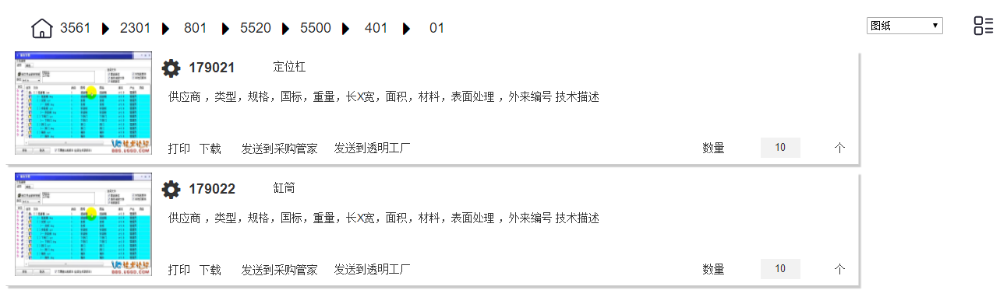 3561 2301 801 5520 5500 401 01 图纸
179021 定位杠
供应商 ，类型，规格，国标，重量，长X宽，面积，材料，表面处理 ，外来编号 技术描述
打印 下载 发送到采购管家 发送到透明工厂 数量 10 个
179022 缸筒
供应商 ，类型，规格，国标，重量，长X宽，面积，材料，表面处理 ，外来编号 技术描述
打印 下载 发送到采购管家 发送到透明工厂 数量 10 个